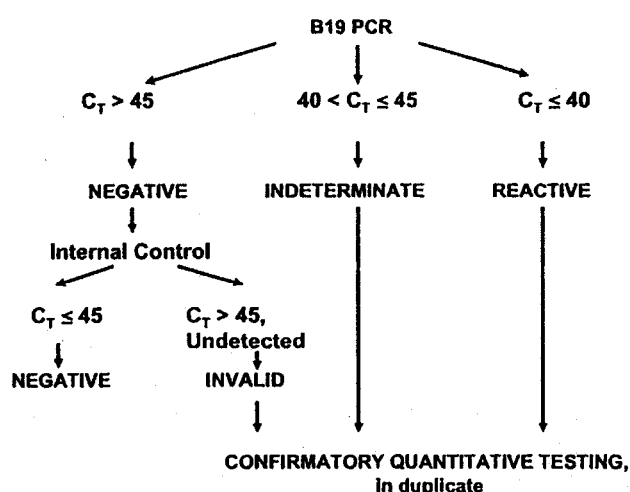 B19 PCR
C_T > 45
40 < C_T ≤ 45
C_T ≤ 40
NEGATIVE
INDETERMINATE
REACTIVE
Internal Control
C_T ≤ 45
C_T > 45,
Undetected
NEGATIVE
INVALID
CONFIRMATORY QUANTITATIVE TESTING,
in duplicate